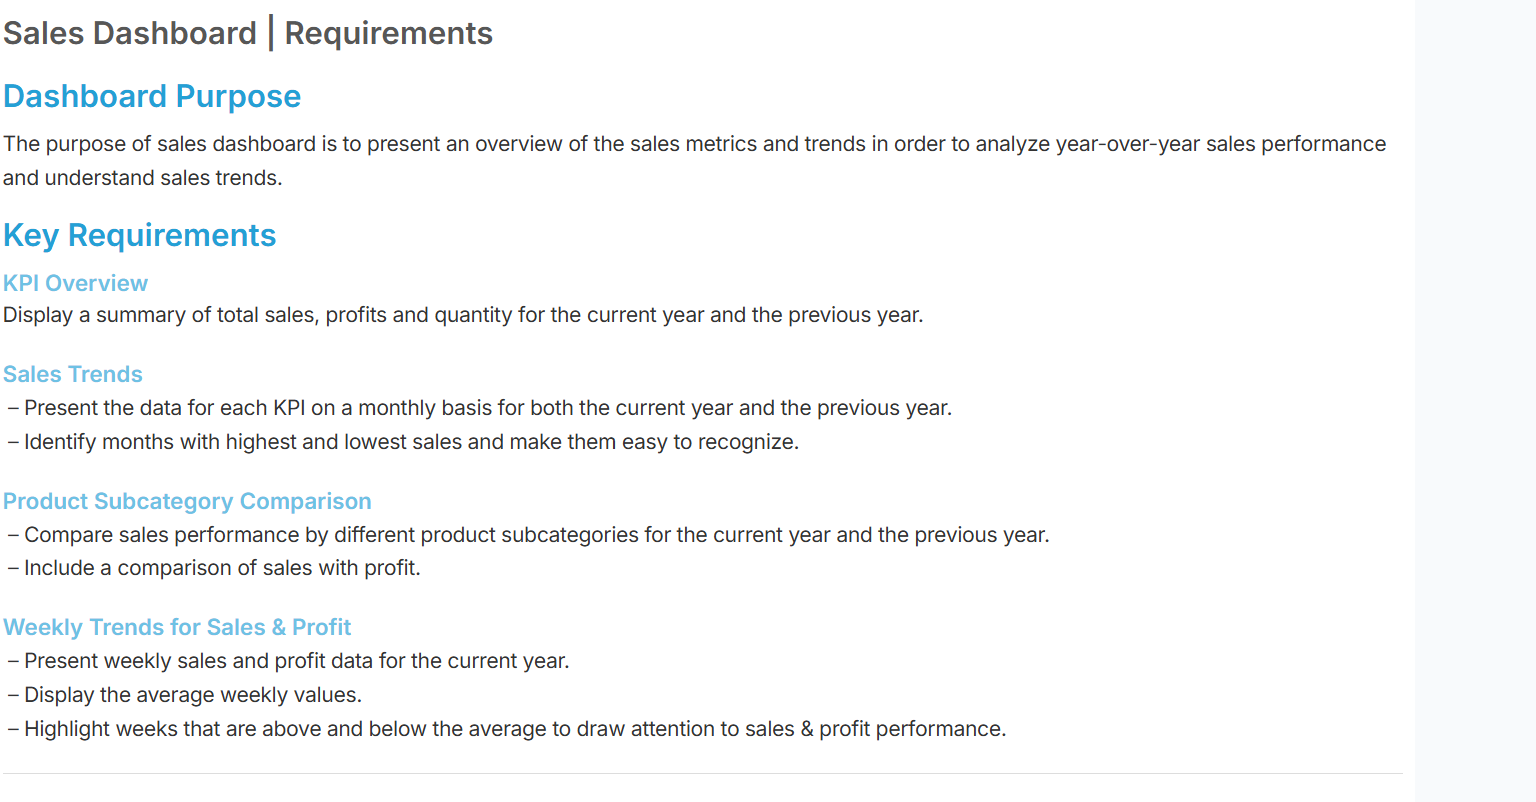 Sales Dashboard | Requirements
Dashboard Purpose
The purpose of sales dashboard is to present an overview of the sales metrics and trends in order to analyze year-over-year sales performance
and understand sales trends.
Key Requirements
KPI Overview
Display a summary of total sales, profits and quantity for the current year and the previous year.
Sales Trends
– Present the data for each KPI on a monthly basis for both the current year and the previous year.
– Identify months with highest and lowest sales and make them easy to recognize.
Product Subcategory Comparison
– Compare sales performance by different product subcategories for the current year and the previous year.
– Include a comparison of sales with profit.
Weekly Trends for Sales & Profit
– Present weekly sales and profit data for the current year.
– Display the average weekly values.
– Highlight weeks that are above and below the average to draw attention to sales & profit performance.